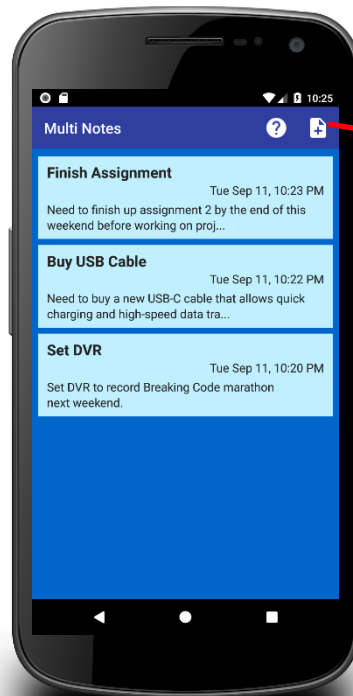 10:25
Multi Notes
Finish Assignment
Tue Sep 11, 10:23 PM
Need to finish up assignment 2 by the end of this
weekend before working on proj...
Buy USB Cable
Tue Sep 11, 10:22 PM
Need to buy a new USB-C cable that allows quick
charging and high-speed data tra...
Set DVR
Tue Sep 11, 10:20 PM
Set DVR to record Breaking Code marathon
next weekend.